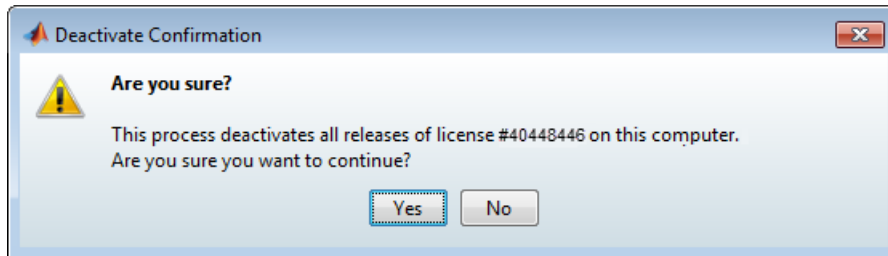 Deactivate Confirmation
Are you sure?
This process deactivates all releases of license #40448446 on this computer.
Are you sure you want to continue?
Yes No